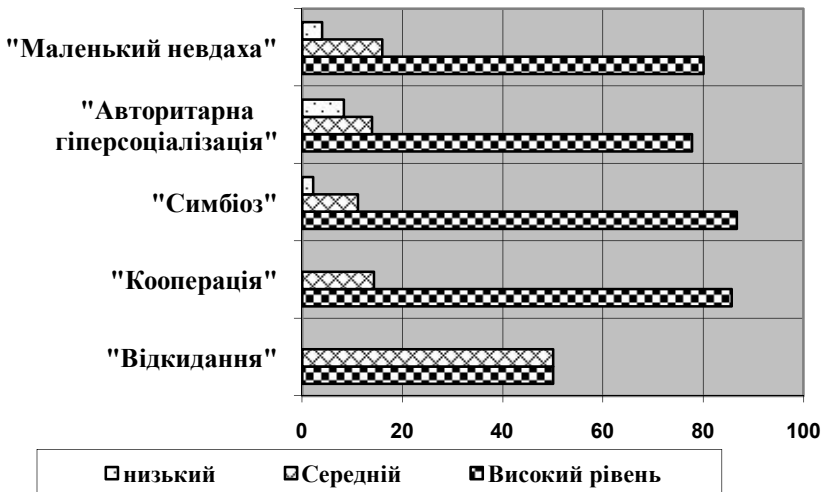 "Маленький невдаха"
"Авторитарна
гіперсоціалізація"
"Симбіоз"
"Кооперація"
"Відкидання"
0 20 40 60 80 100
низький Середній Високий рівень